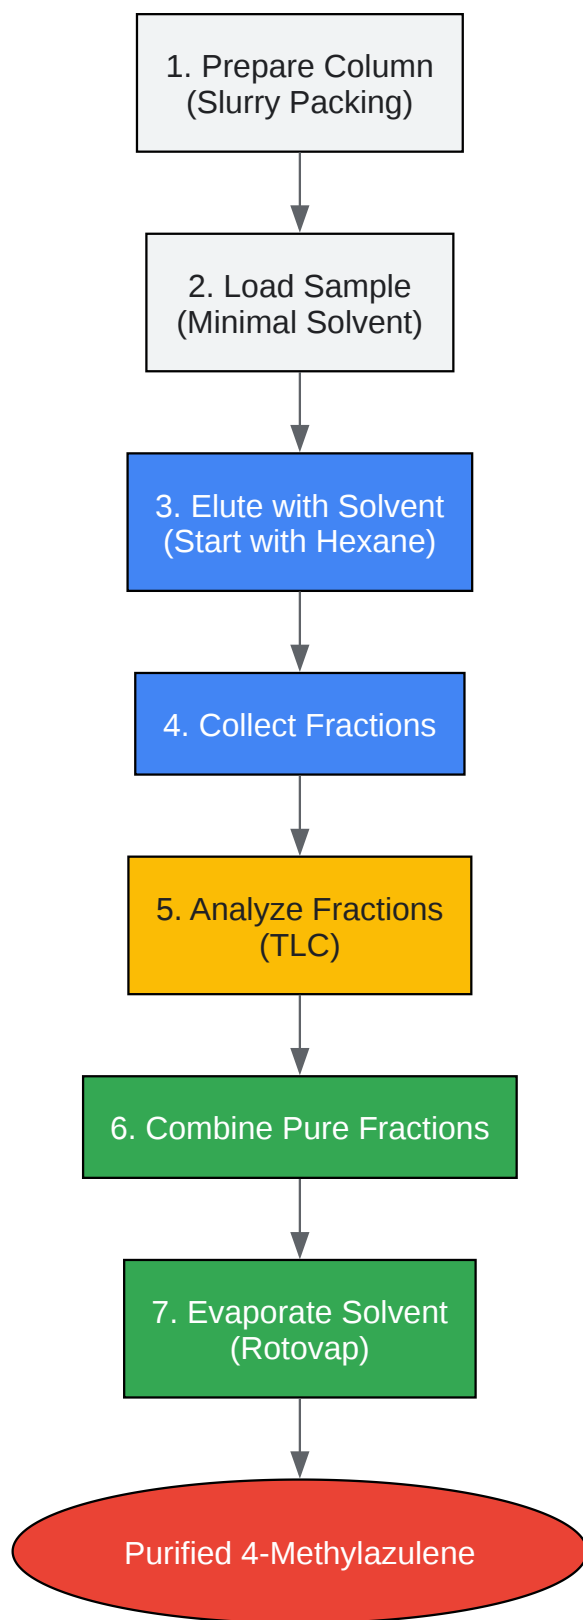 1. Prepare Column
(Slurry Packing)
2. Load Sample
(Minimal Solvent)
3. Elute with Solvent
(Start with Hexane)
4. Collect Fractions
5. Analyze Fractions
(TLC)
6. Combine Pure Fractions
7. Evaporate Solvent
(Rotovap)
Purified 4-Methylazulene